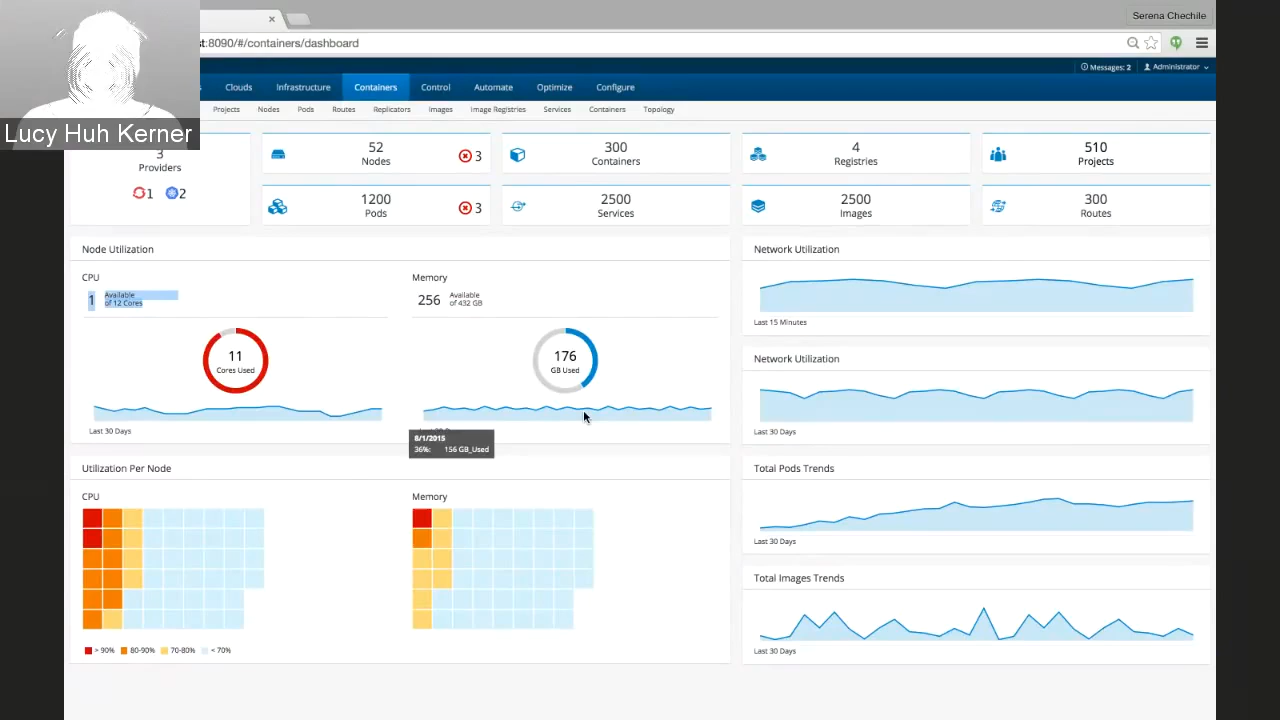 Serena Chechile
st:8090/#/containers/dashboard
Lucy Huh Kerner
Messages: 2
Administrator
Clouds
Infrastructure
Containers
Control
Automate
Optimize
Configure
Projects
Nodes
Pods
Routes
Replicators
Images
Image Registries
Services
Containers
Topology
3
Providers
1
2
52
Nodes
3
300
Containers
4
Registries
510
Projects
1200
Pods
3
2500
Services
2500
Images
300
Routes
Node Utilization
CPU
1 Available
of 12 Cores
11
Cores Used
Last 30 Days
Memory
256 Available
of 432 GB
176
GB Used
8/1/2015
36%: 156 GB_Used
Network Utilization
Last 15 Minutes
Network Utilization
Last 30 Days
Utilization Per Node
CPU
Memory
> 90% 80-90% 70-80% < 70%
Total Pods Trends
Last 30 Days
Total Images Trends
Last 30 Days